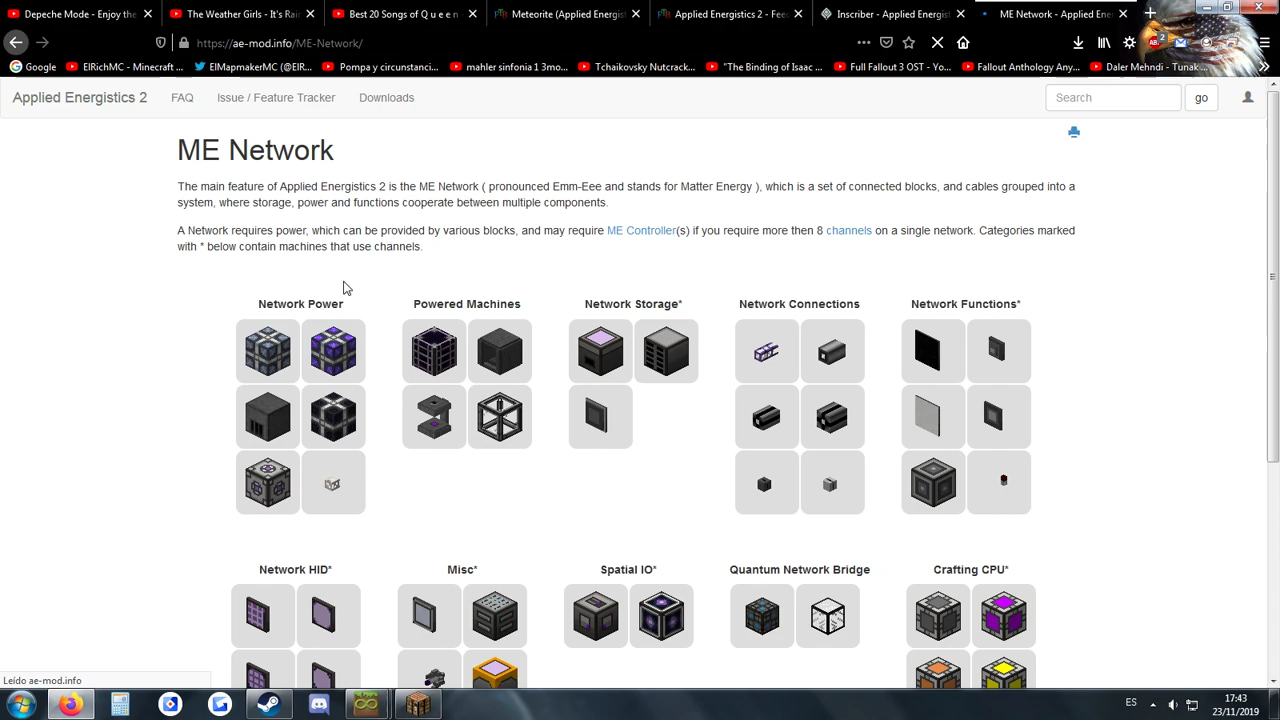 Depeche Mode - Enjoy the
The Weather Girls - It's Rai
Best 20 Songs of Q u e e n
Meteorite (Applied Energist
Applied Energistics 2 - Fee
Inscriber - Applied Energist
ME Network - Applied Ene
https://ae-mod.info/ME-Network/
2
Google
ElRichMC - Minecraft ...
ElMapmakerMC (@ElR...
Pompa y circunstanci...
mahler sinfonia 1 3mo...
Tchaikovsky Nutcrack...
"The Binding of Isaac ...
Full Fallout 3 OST - Yo...
Fallout Anthology Any...
Daler Mehndi - Tunak ...
Applied Energistics 2
FAQ
Issue / Feature Tracker
Downloads
Search
go
ME Network
The main feature of Applied Energistics 2 is the ME Network ( pronounced Emm-Eee and stands for Matter Energy ), which is a set of connected blocks, and cables grouped into a
system, where storage, power and functions cooperate between multiple components.
A Network requires power, which can be provided by various blocks, and may require ME Controller(s) if you require more then 8 channels on a single network. Categories marked
with * below contain machines that use channels.
Network Power
Powered Machines
Network Storage*
Network Connections
Network Functions*
Network HID*
Misc*
Spatial IO*
Quantum Network Bridge
Crafting CPU*
Leído ae-mod.info
ES
17:43
23/11/2019